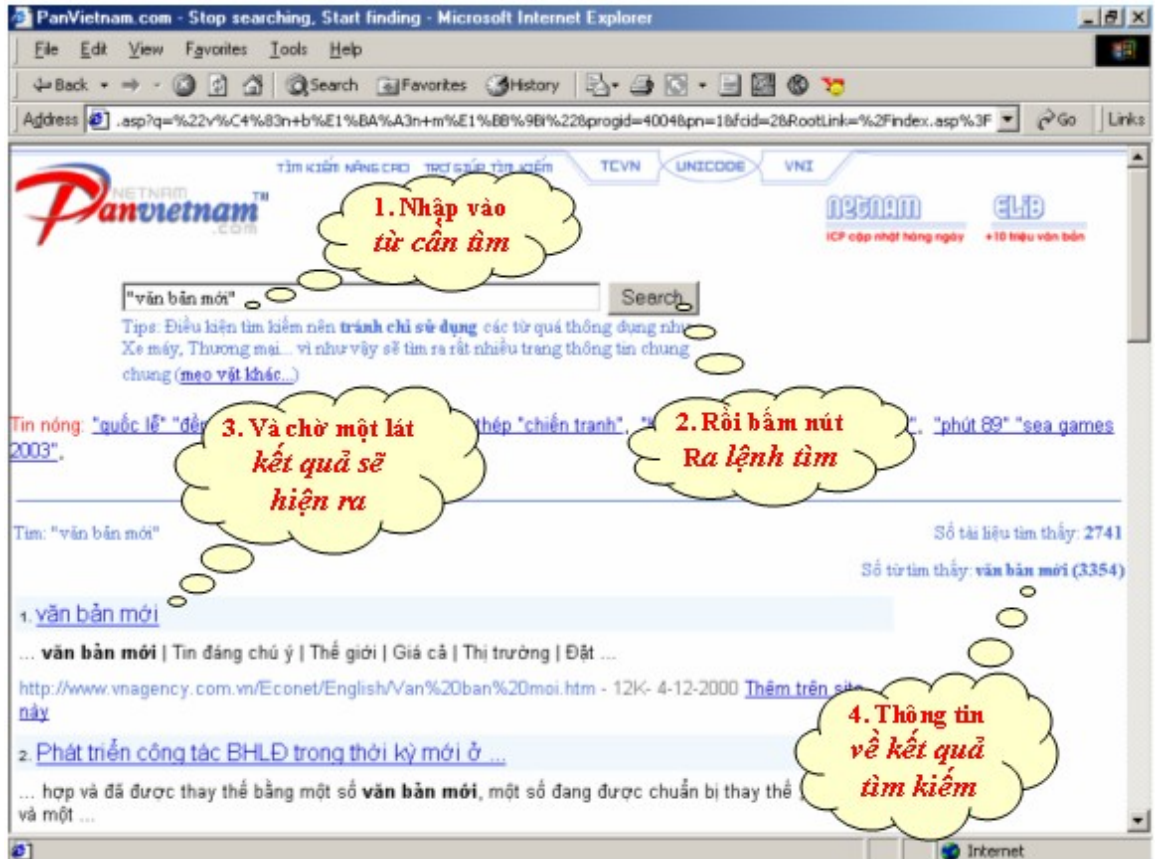 PanVietnam.com - Stop searching, Start finding - Microsoft Internet Explorer
File Edit View Favorites Tools Help
Back Search Favorites History
Address .asp?q=%22v%C4%83n+b%E1%BA%A3n+m%E1%BB%9Bi%22&progid=4004&pn=1&fcid=2&RootLink=%2Findex.asp%3F Go Links
TÌM KIẾM NÂNG CAO TRỢ GIÚP TÌM KIẾM TCVN UNICODE VNI
NETNAM
Panvietnam™
.com
NETNAM ELIB
ICP cập nhật hàng ngày +10 triệu văn bản
1. Nhập vào
từ cần tìm
"văn bản mới" Search
Tips: Điều kiện tìm kiếm nên tránh chỉ sử dụng các từ quá thông dụng như
Xe máy, Thương mại... vì như vậy sẽ tìm ra rất nhiều trang thông tin chung
chung (mẹo vặt khác...)
3. Và chờ một lát
kết quả sẽ
hiện ra
2. Rồi bấm nút
Ra lệnh tìm
Tin nóng: "quốc lễ" thép "chiến tranh", "phút 89" "sea games
2003",
Tìm: "văn bản mới" Số tài liệu tìm thấy: 2741
Số từ tìm thấy: văn bản mới (3354)
1. văn bản mới
... văn bản mới | Tin đáng chú ý | Thế giới | Giá cả | Thị trường | Đặt ...
http://www.vnagency.com.vn/Econet/English/Van%20ban%20moi.htm - 12K- 4-12-2000 Thêm trên site
này
2. Phát triển công tác BHLĐ trong thời kỳ mới ở ...
... hợp và đã được thay thế bằng một số văn bản mới, một số đang được chuẩn bị thay thế
và một ...
4. Thông tin
về kết quả
tìm kiếm
Internet